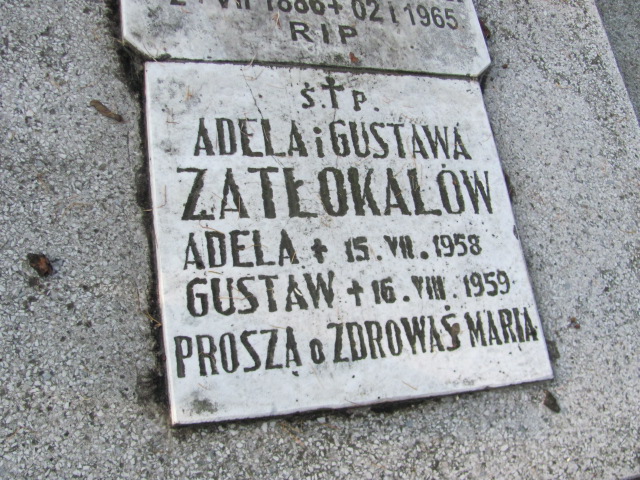 VII 1886 + 02 I 1965
RIP
Ś. ✝ P.
ADELA i GUSTAWA
ZATŁOKALÓW
ADELA + 15. VII. 1958
GUSTAW + 16. VIII. 1959
PROSZĄ o ZDROWAŚ MARIA